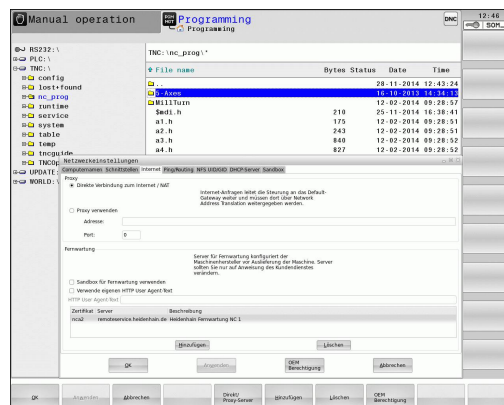 Manual operation
PGM MGT
Programming
Programming
DNC
12:46
SOM_
RS232:\
PLC:\
TNC:\
config
lost+found
nc_prog
runtime
service
system
table
temp
tncguide
TNCOp
UPDATE:
WORLD:\
TNC:\nc_prog\*
File name Bytes Status Date Time
.. 28-11-2014 12:43:24
5-Axes 16-10-2013 14:34:13
MillTurn 12-02-2014 09:28:57
$mdi.h 210 25-11-2014 16:38:41
a1.h 175 12-02-2014 09:28:51
a2.h 243 12-02-2014 09:28:51
a3.h 840 12-02-2014 09:28:52
a4.h 827 12-02-2014 09:28:52
Netzwerkeinstellungen
Computernamen Schnittstellen Internet Ping/Routing NFS UID/GID DHCP-Server Sandbox
Proxy
Direkte Verbindung zum Internet / NAT
Internet-Anfragen leitet die Steuerung an das Default-
Gateway weiter und müssen dort über Network
Address Translation weitergegeben werden.
Proxy verwenden
Adresse:
Port: 0
Fernwartung
Server für Fernwartung konfiguriert der
Maschinenhersteller vor Auslieferung der Maschine. Server
sollten Sie nur auf Anweisung des Kundendienstes
verändern.
Sandbox für Fernwartung verwenden
Verwende eigenen HTTP User Agent-Text
HTTP User Agent-Text
Zertifikat Server Beschreibung
nca2 remoteservice.heidenhain.de Heidenhain Fernwartung NC 1
Hinzufügen Löschen
OK Anwenden OEM Berechtigung Abbrechen
OK Anwenden Abbrechen Direkt/ Proxy-Server Hinzufügen Löschen OEM Berechtigung